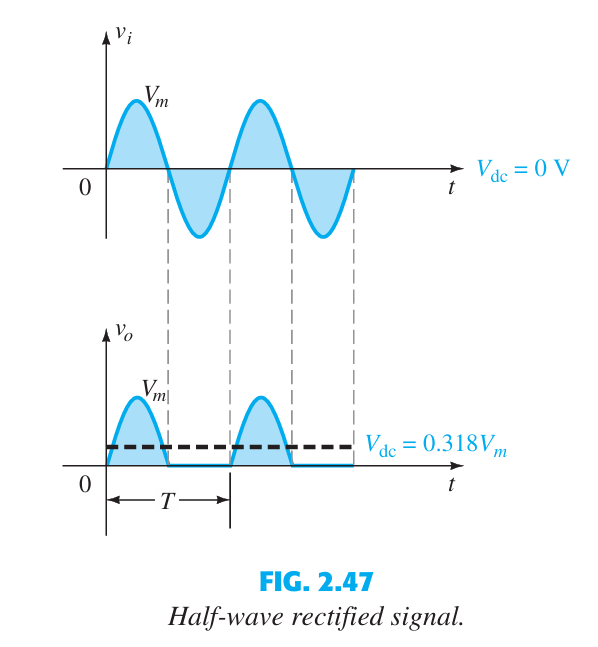 v_i
V_m
0
t
V_dc = 0 V
v_o
V_m
V_dc = 0.318V_m
0
t
T
FIG. 2.47
Half-wave rectified signal.